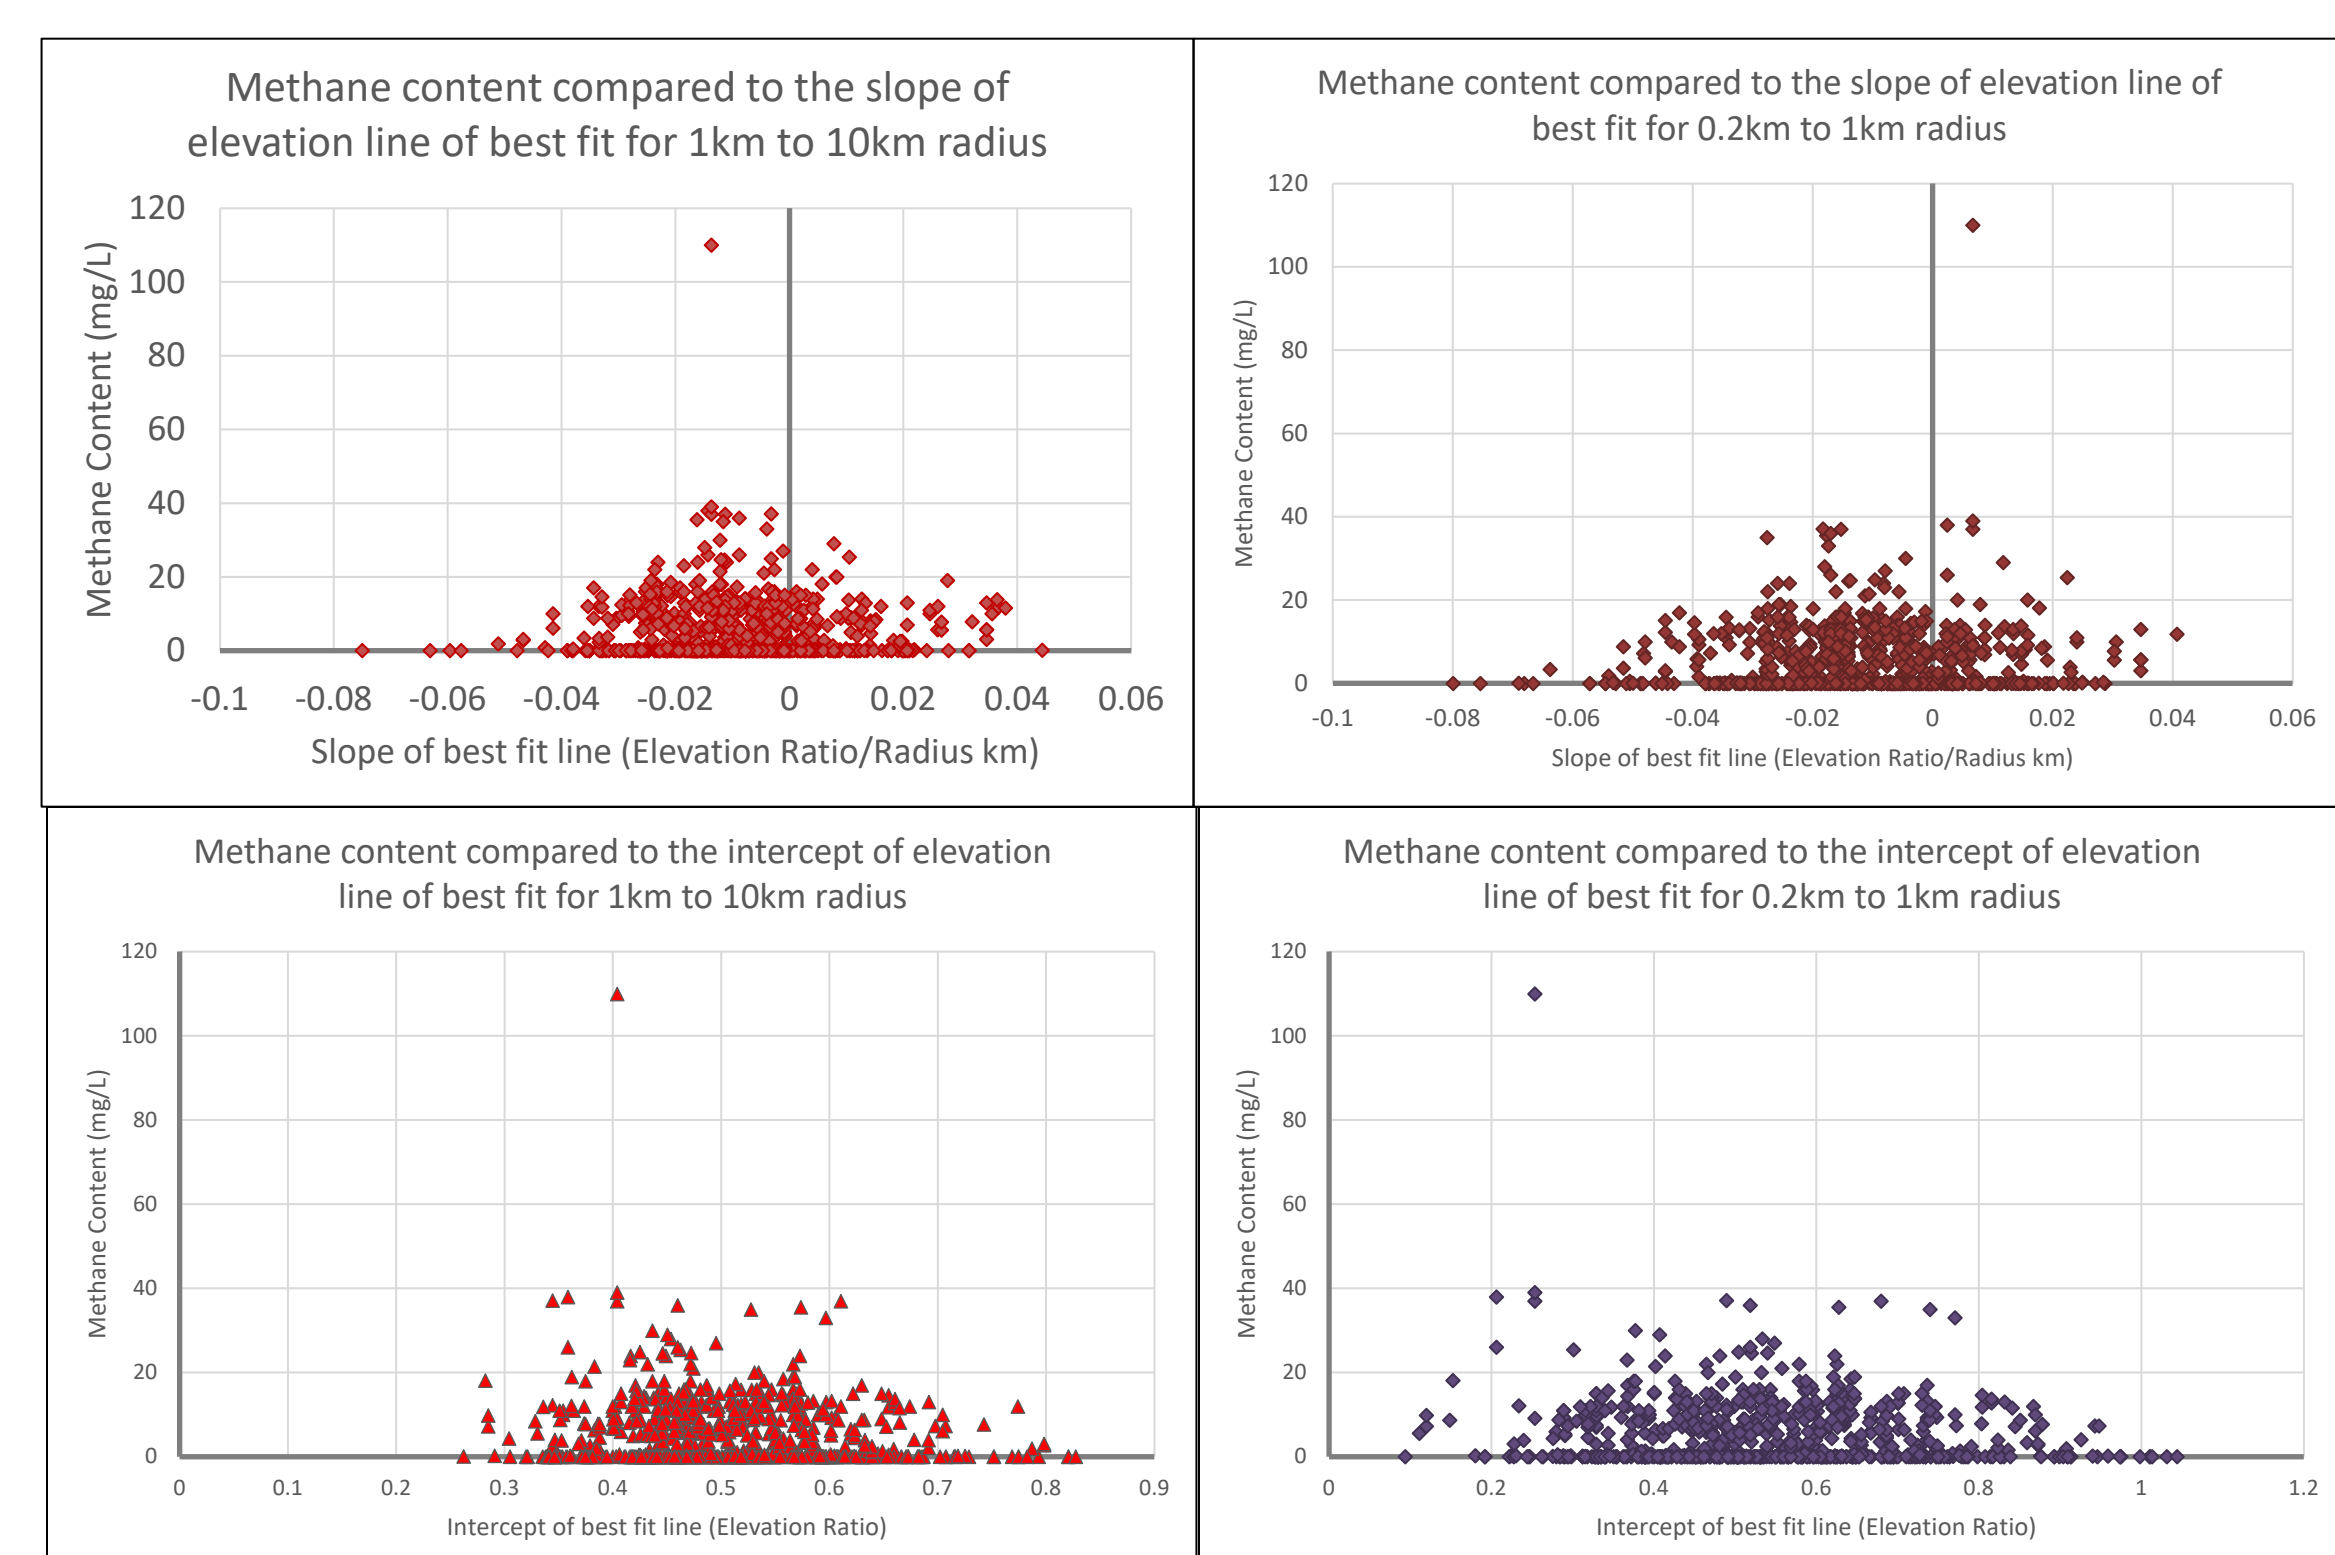 Methane content compared to the slope of
elevation line of best fit for 1km to 10km radius
120
100
80
60
40
20
0
Methane Content (mg/L)
-0.1 -0.08 -0.06 -0.04 -0.02 0 0.02 0.04 0.06
Slope of best fit line (Elevation Ratio/Radius km)
Methane content compared to the slope of elevation line of
best fit for 0.2km to 1km radius
120
100
80
60
40
20
0
Methane Content (mg/L)
-0.1 -0.08 -0.06 -0.04 -0.02 0 0.02 0.04 0.06
Slope of best fit line (Elevation Ratio/Radius km)
Methane content compared to the intercept of elevation
line of best fit for 1km to 10km radius
120
100
80
60
40
20
0
Methane Content (mg/L)
0 0.1 0.2 0.3 0.4 0.5 0.6 0.7 0.8 0.9
Intercept of best fit line (Elevation Ratio)
Methane content compared to the intercept of elevation
line of best fit for 0.2km to 1km radius
120
100
80
60
40
20
0
Methane Content (mg/L)
0 0.2 0.4 0.6 0.8 1 1.2
Intercept of best fit line (Elevation Ratio)